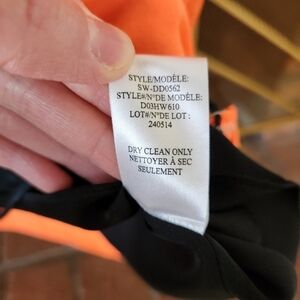 STYLE/MODÈLE:
SW-DD0562
STYLE#/N°DE MODÈLE:
D03HW610
LOT#/N°DE LOT :
240514
DRY CLEAN ONLY
NETTOYER À SEC
SEULEMENT